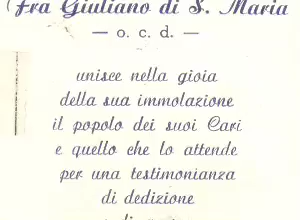 Fra Giuliano di S. Maria
— o. c. d. —
unisce nella gioia
della sua immolazione
il popolo dei suoi Cari
e quello che lo attende
per una testimonianza
di dedizione